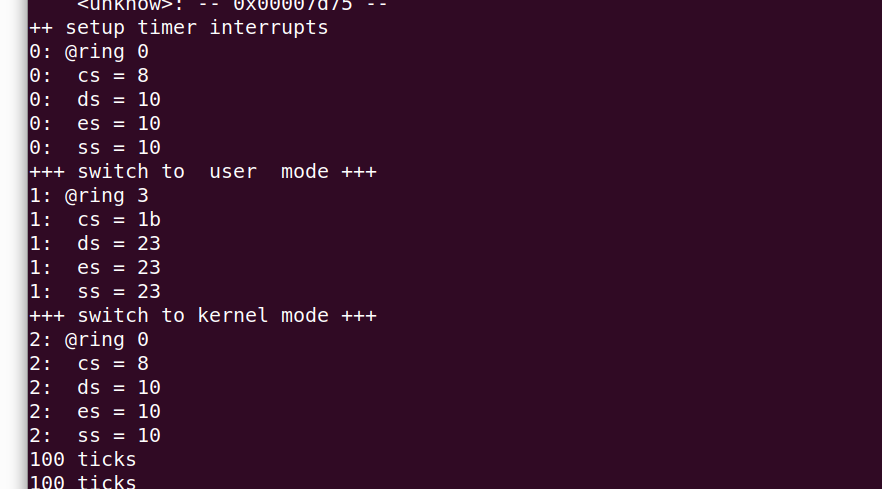 <unknow>: -- 0x00007d75 --
++ setup timer interrupts
0: @ring 0
0:  cs = 8
0:  ds = 10
0:  es = 10
0:  ss = 10
+++ switch to  user  mode +++
1: @ring 3
1:  cs = 1b
1:  ds = 23
1:  es = 23
1:  ss = 23
+++ switch to kernel mode +++
2: @ring 0
2:  cs = 8
2:  ds = 10
2:  es = 10
2:  ss = 10
100 ticks
100 ticks